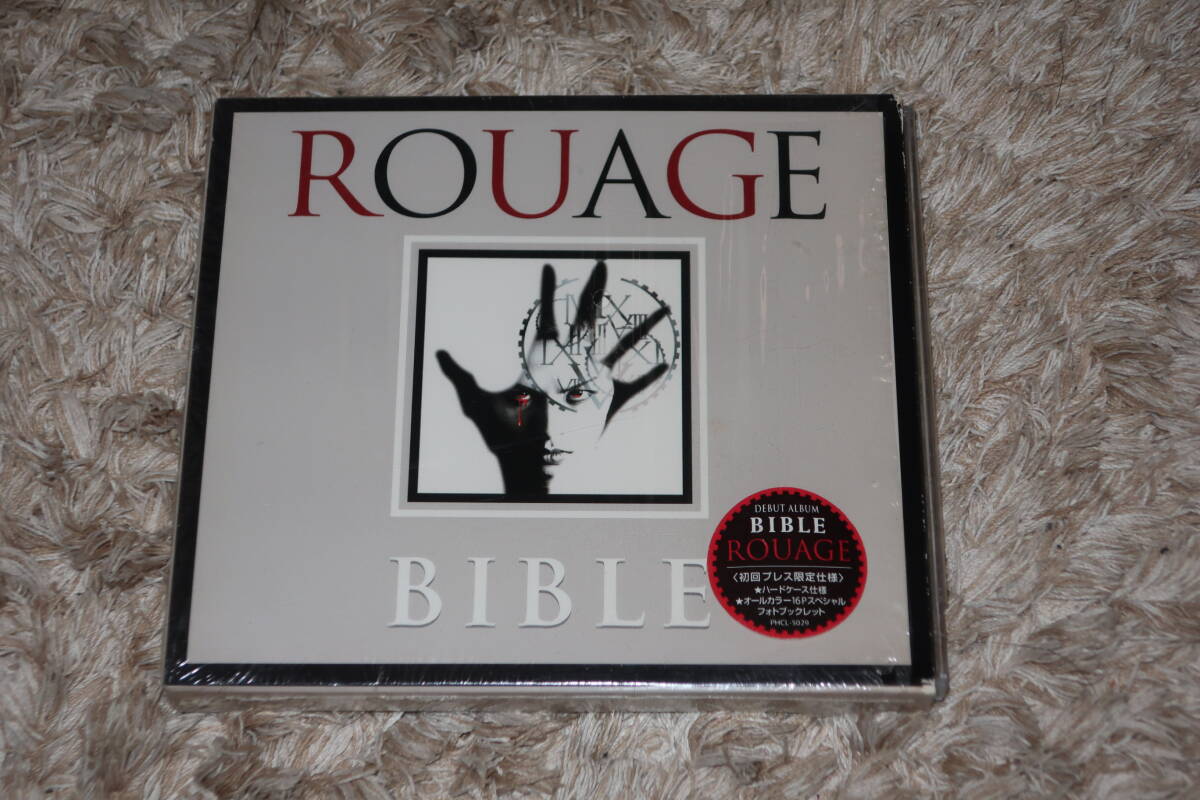 ROUAGE
BIBLE
DEBUT ALBUM
BIBLE
ROUAGE
〈初回プレス限定仕様〉
★ハードケース仕様
★オールカラー16Pスペシャル
フォトブックレット
PHCL-5029